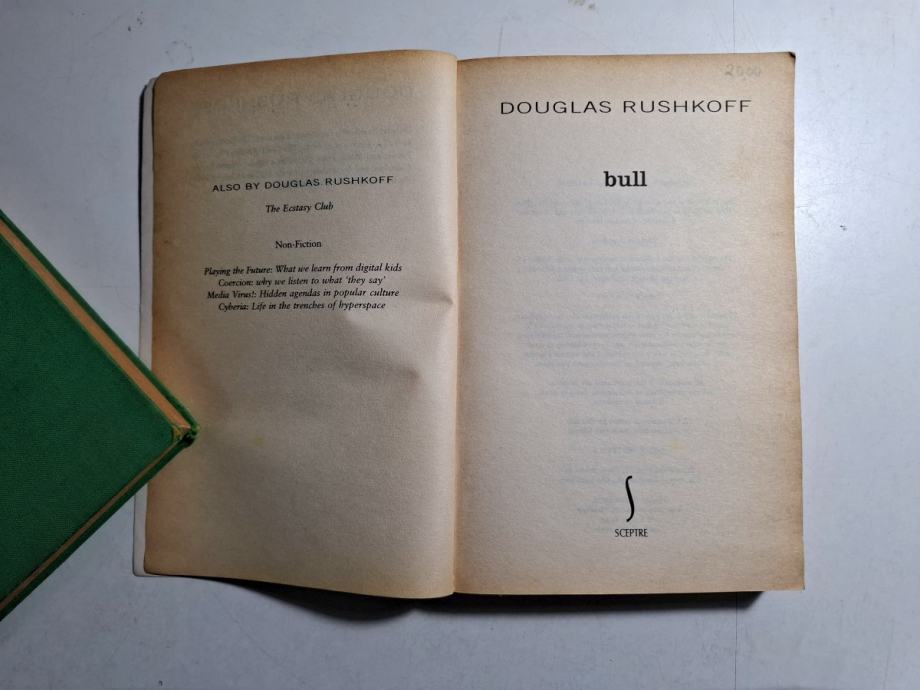 ALSO BY DOUGLAS RUSHKOFF
The Ecstasy Club
Non-Fiction
Playing the Future: What we learn from digital kids
Coercion: why we listen to what 'they say'
Media Virus!: Hidden agendas in popular culture
Cyberia: Life in the trenches of hyperspace
DOUGLAS RUSHKOFF
bull
SCEPTRE